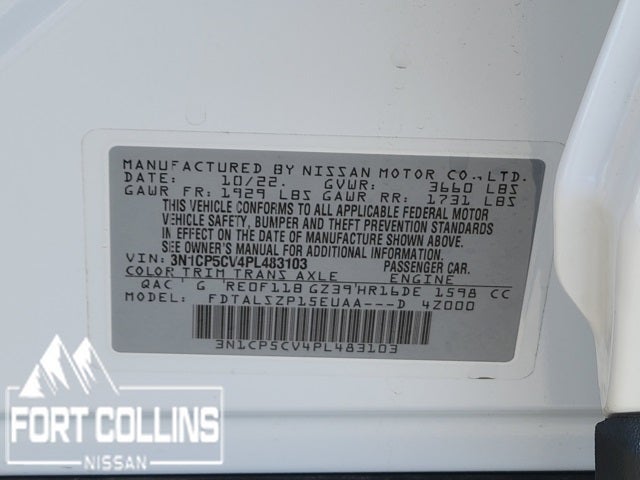 MANUFACTURED BY NISSAN MOTOR CO., LTD.
DATE: 10/22. GVWR: 3660 LBS
GAWR FR: 1929 LBS GAWR RR: 1731 LBS
THIS VEHICLE CONFORMS TO ALL APPLICABLE FEDERAL MOTOR
VEHICLE SAFETY, BUMPER AND THEFT PREVENTION STANDARDS
IN EFFECT ON THE DATE OF MANUFACTURE SHOWN ABOVE.
SEE OWNER'S MANUAL FOR ADDITIONAL INFORMATION.
VIN: 3N1CP5CV4PL483103 PASSENGER CAR.
COLOR TRIM TRANS AXLE ENGINE
QAC G RE0F11B GZ39 HR16DE 1598 CC
MODEL: FDTALSZP15EUAA---D 4Z000
3N1CP5CV4PL483103
FORT COLLINS
NISSAN